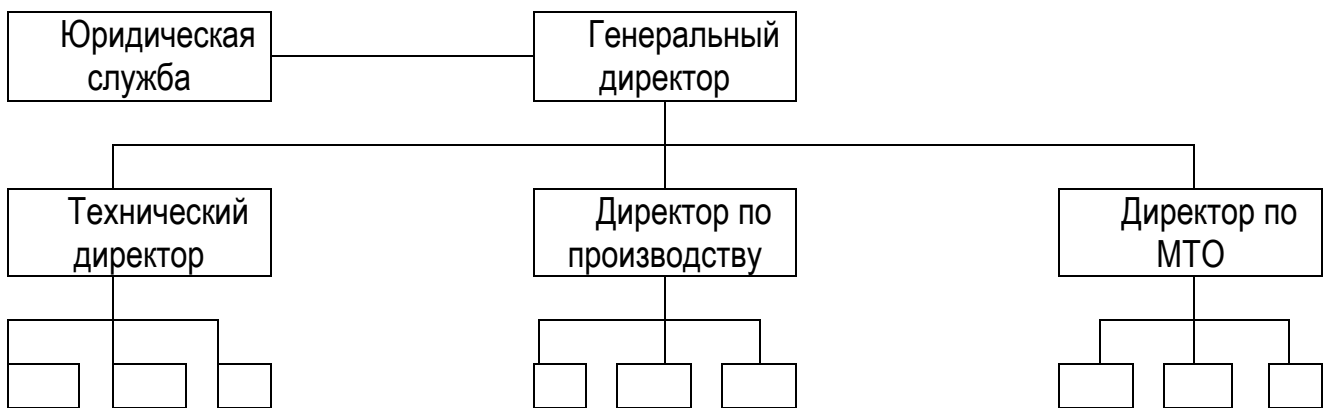 Юридическая
служба
Генеральный
директор
Технический
директор
Директор по
производству
Директор по
МТО